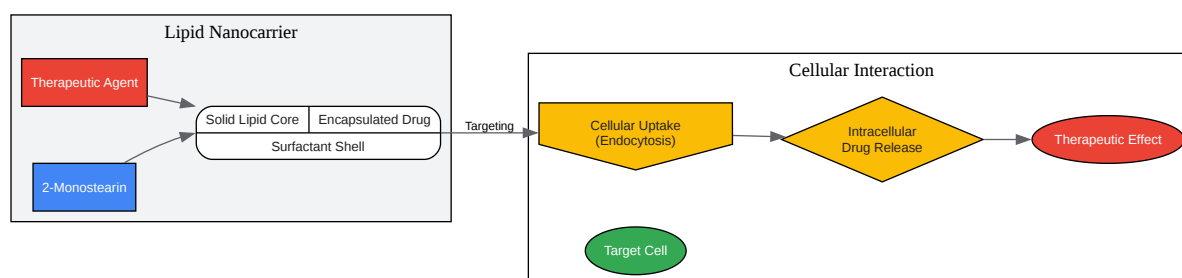 Lipid Nanocarrier
Therapeutic Agent
Solid Lipid Core
Encapsulated Drug
Surfactant Shell
2-Monostearin
Targeting
Cellular Interaction
Cellular Uptake
(Endocytosis)
Intracellular
Drug Release
Therapeutic Effect
Target Cell